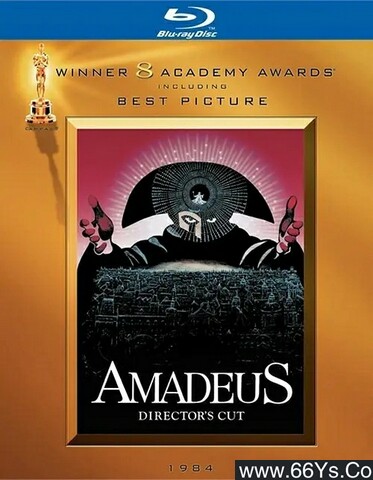 Blu-ray Disc
WINNER 8 ACADEMY AWARDS®
INCLUDING
BEST PICTURE
AMADEUS
DIRECTOR'S CUT
1984
www.66Ys.Co